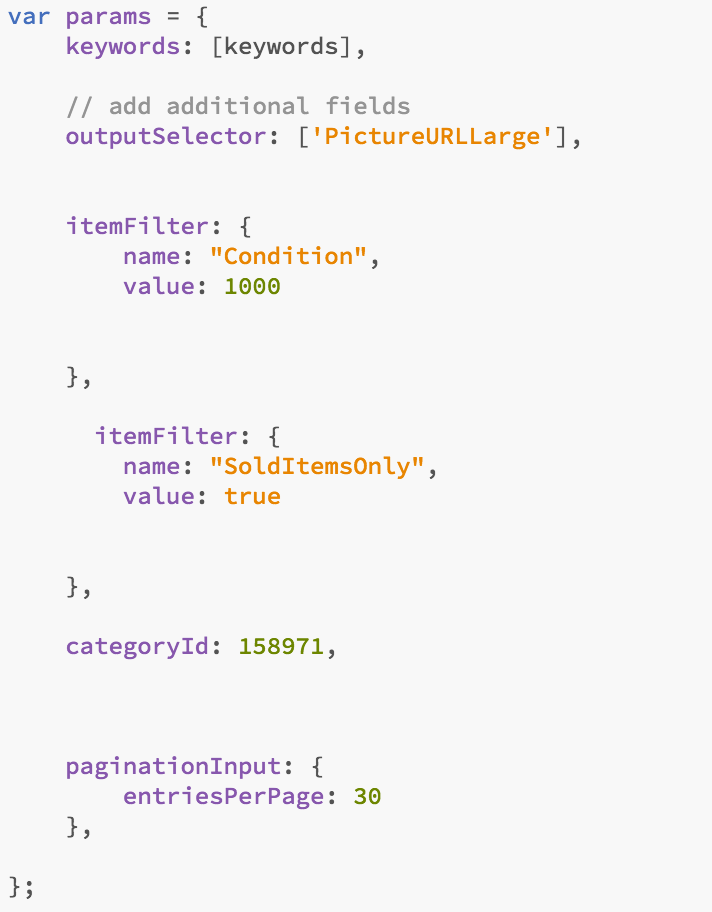 var params = {
    keywords: [keywords],
    // add additional fields
    outputSelector: ['PictureURLLarge'],
    itemFilter: {
        name: "Condition",
        value: 1000
    },
      itemFilter: {
        name: "SoldItemsOnly",
        value: true
    },
    categoryId: 158971,
    paginationInput: {
        entriesPerPage: 30
    },
};